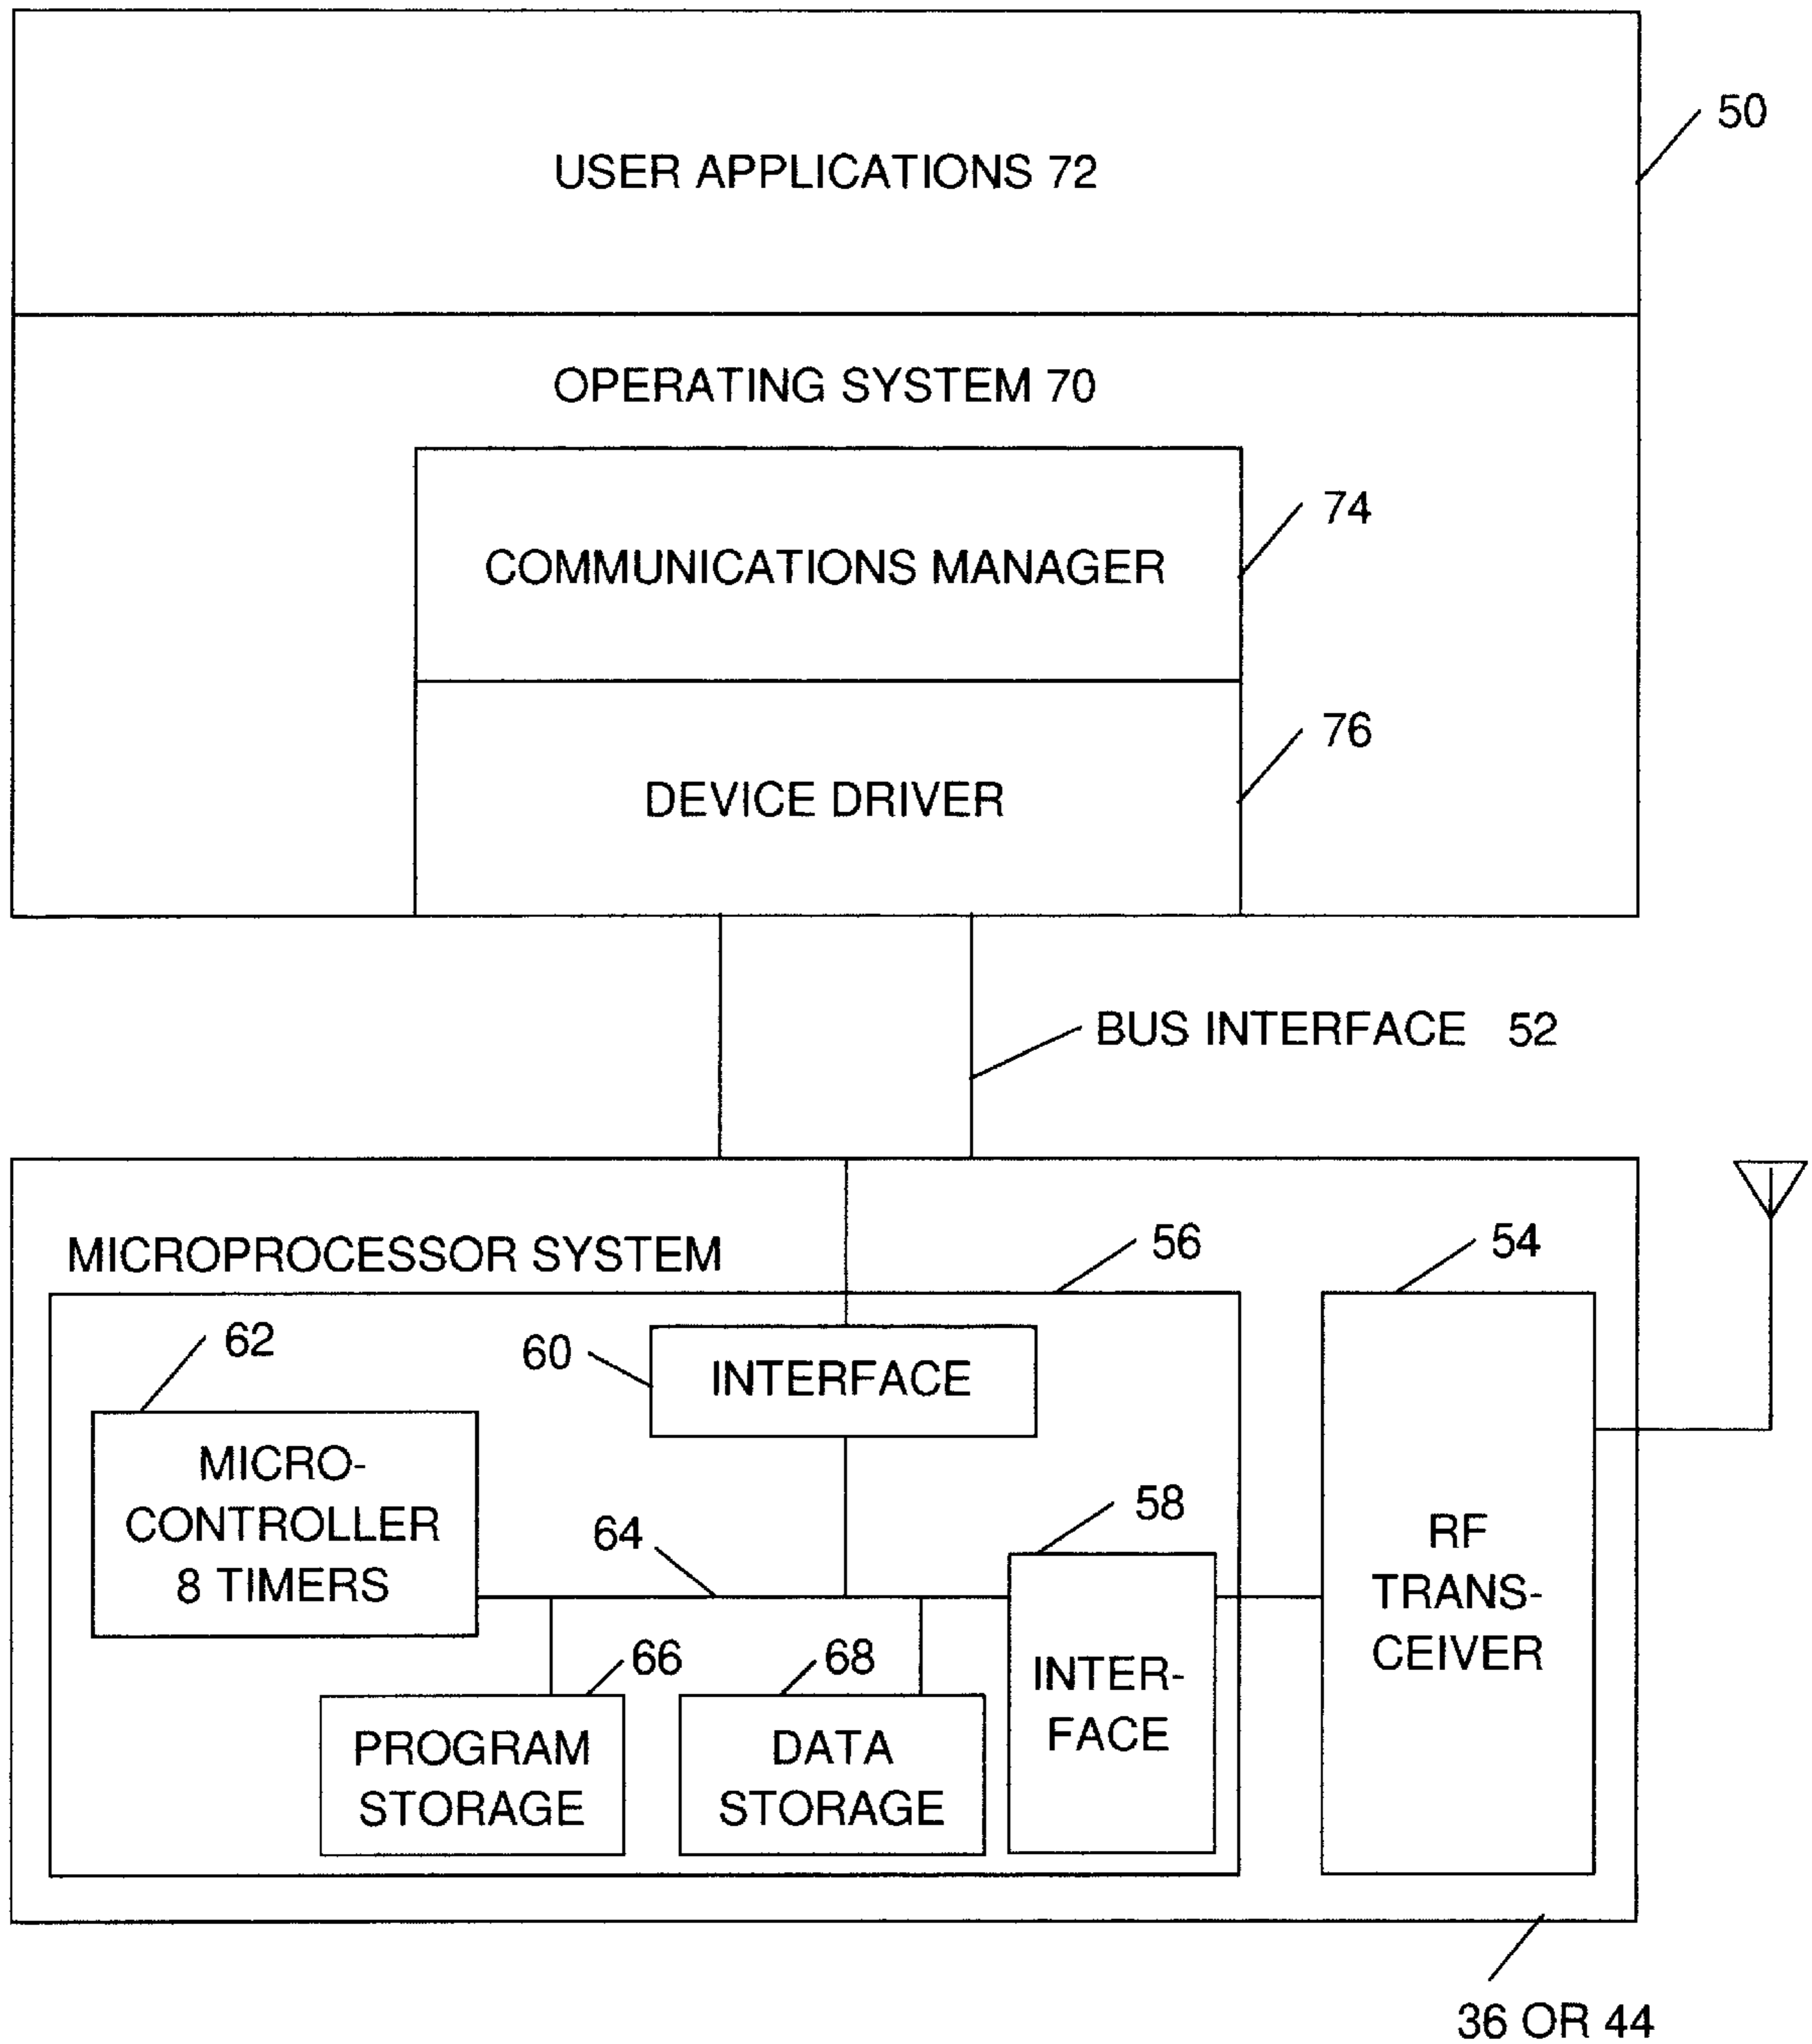 50
USER APPLICATIONS 72
OPERATING SYSTEM 70
74
COMMUNICATIONS MANAGER
76
DEVICE DRIVER
BUS INTERFACE 52
MICROPROCESSOR SYSTEM
56
54
62
60
INTERFACE
MICRO-
CONTROLLER
8 TIMERS
64
58
RF
TRANS-
CEIVER
66
68
INTER-
FACE
PROGRAM
STORAGE
DATA
STORAGE
36 OR 44